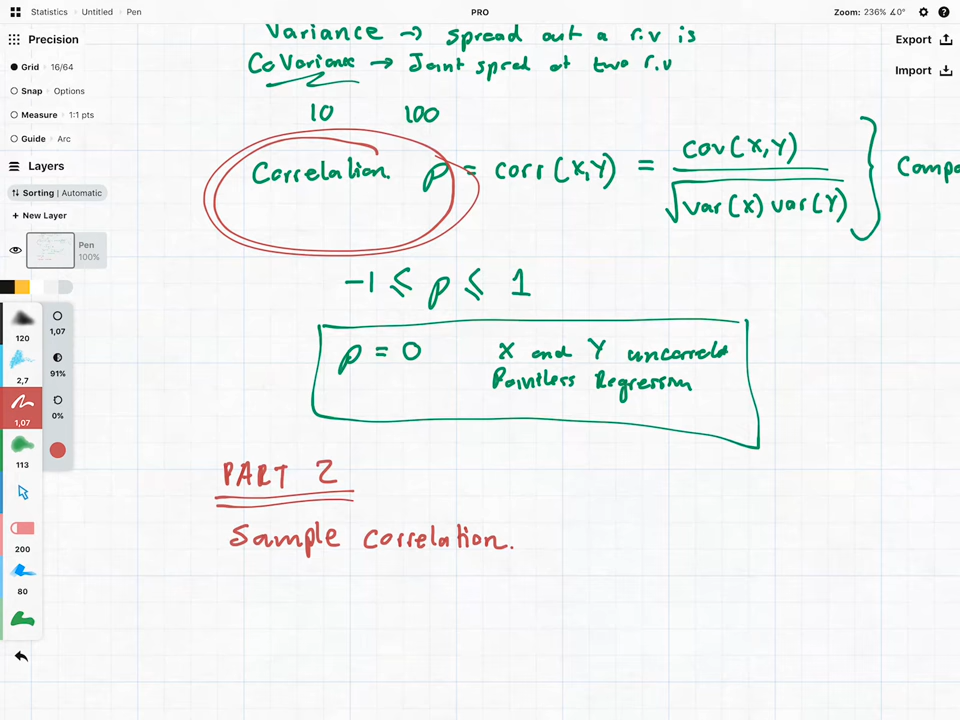 Statistics › Untitled › Pen
PRO
Zoom: 236% ∠0°
Precision
Grid 16/64
Snap Options
Measure 1:1 pts
Guide Arc
Layers
Sorting | Automatic
+ New Layer
Pen
100%
120
2,7
1,07
113
200
80
1,07
91%
0%
Export
Import
Variance → spread out a r.v is
CoVariance → Joint spred at two r.v
10 100
Correlation. ρ = corr(X,Y) = cov(X,Y) / √var(X) var(Y) } Compa
-1 ≤ ρ ≤ 1
ρ = 0 X and Y uncorrelate
Pointless Regression
PART 2
Sample correlation.